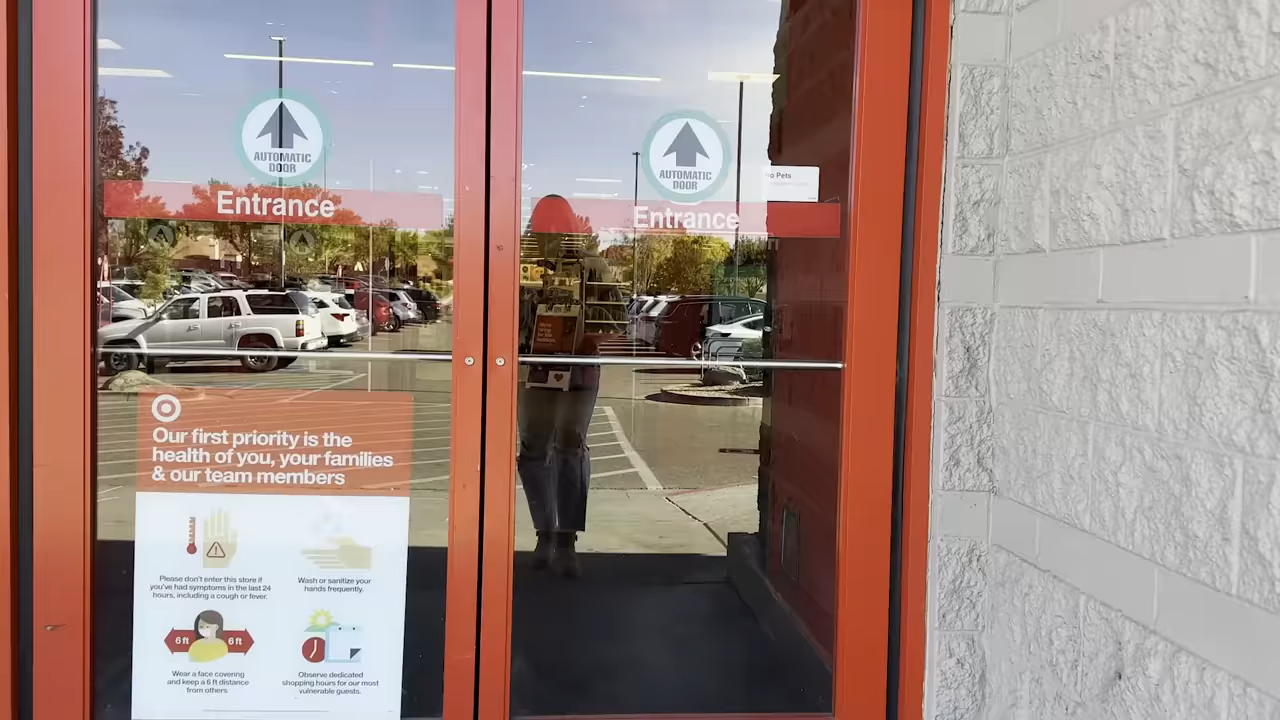 AUTOMATIC
DOOR
Entrance
AUTOMATIC
DOOR
Pets
Entrance
Our first priority is the
health of you, your families
& our team members
Please don't enter this store if
you've had symptoms in the last 24
hours, including a cough or fever.
Wash or sanitize your
hands frequently.
6 ft
6 ft
Wear a face covering
and keep a 6 ft distance
from others.
Observe dedicated
shopping hours for our most
vulnerable guests.